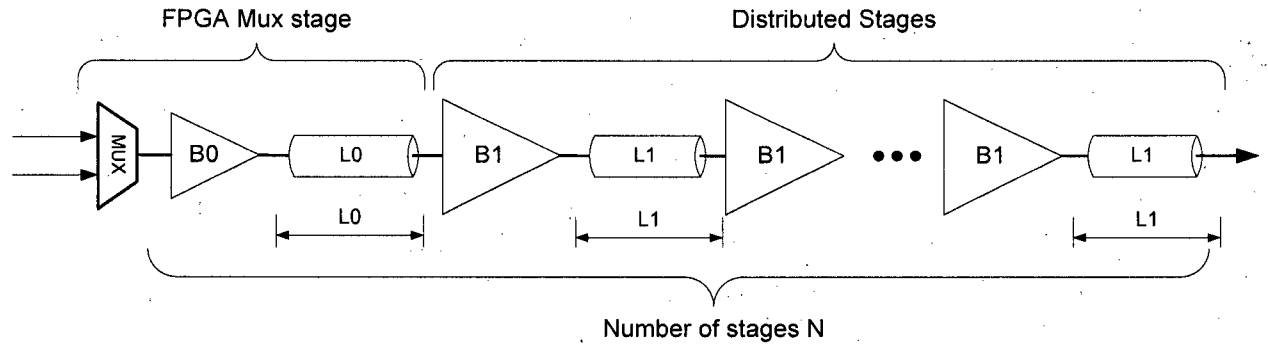 FPGA Mux stage
Distributed Stages
MUX
B0
L0
B1
L1
B1
B1
L1
L0
L1
L1
Number of stages N